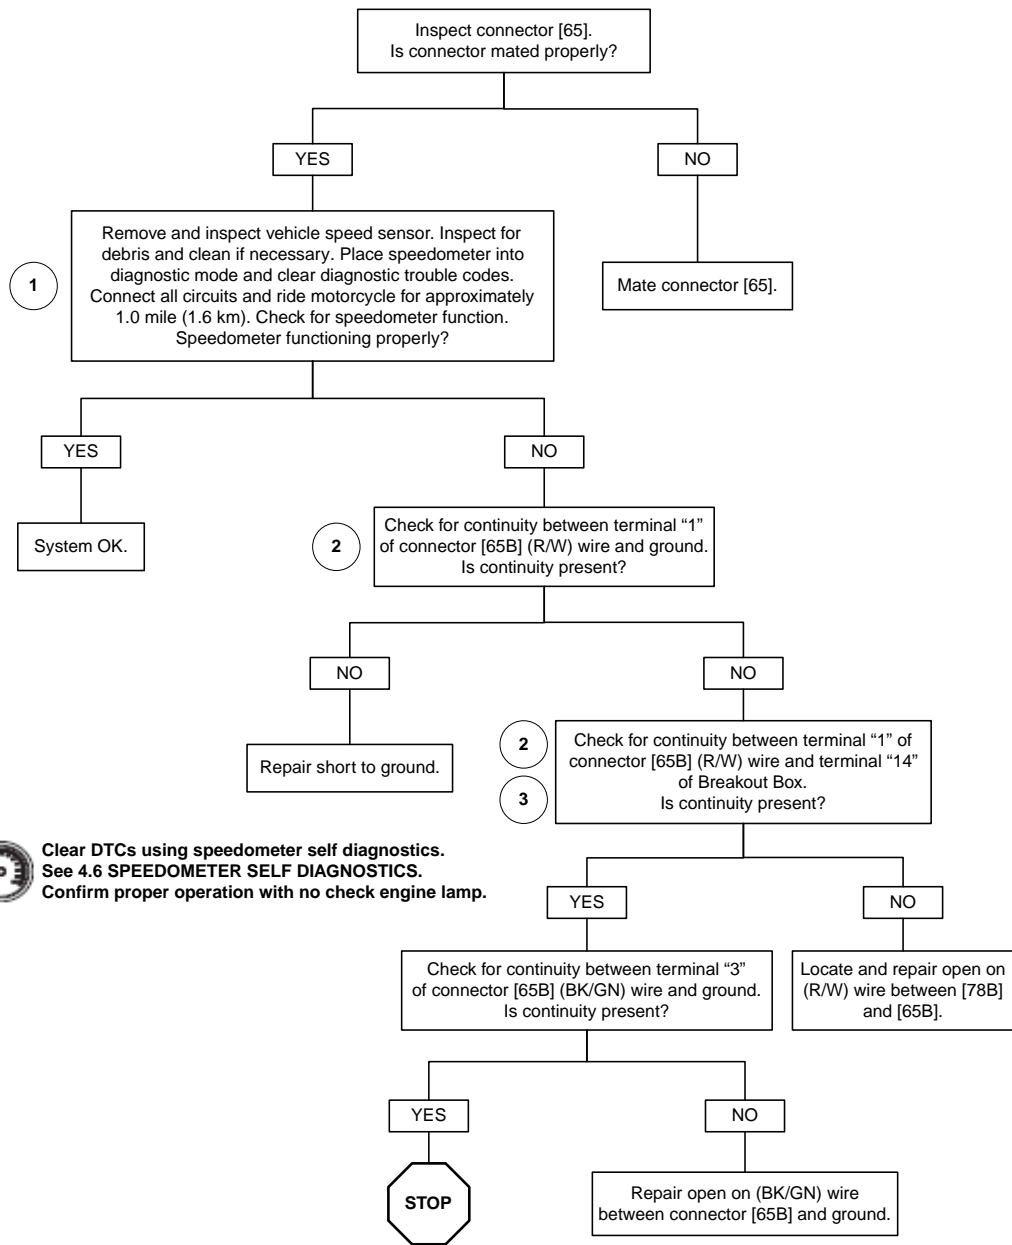 Inspect connector [65].
Is connector mated properly?
YES
NO
1
Remove and inspect vehicle speed sensor. Inspect for
debris and clean if necessary. Place speedometer into
diagnostic mode and clear diagnostic trouble codes.
Connect all circuits and ride motorcycle for approximately
1.0 mile (1.6 km). Check for speedometer function.
Speedometer functioning properly?
Mate connector [65].
YES
NO
System OK.
2
Check for continuity between terminal “1”
of connector [65B] (R/W) wire and ground.
Is continuity present?
NO
NO
Repair short to ground.
2
3
Check for continuity between terminal “1” of
connector [65B] (R/W) wire and terminal “14”
of Breakout Box.
Is continuity present?
Clear DTCs using speedometer self diagnostics.
See 4.6 SPEEDOMETER SELF DIAGNOSTICS.
Confirm proper operation with no check engine lamp.
YES
NO
Check for continuity between terminal “3”
of connector [65B] (BK/GN) wire and ground.
Is continuity present?
Locate and repair open on
(R/W) wire between [78B]
and [65B].
YES
NO
STOP
Repair open on (BK/GN) wire
between connector [65B] and ground.